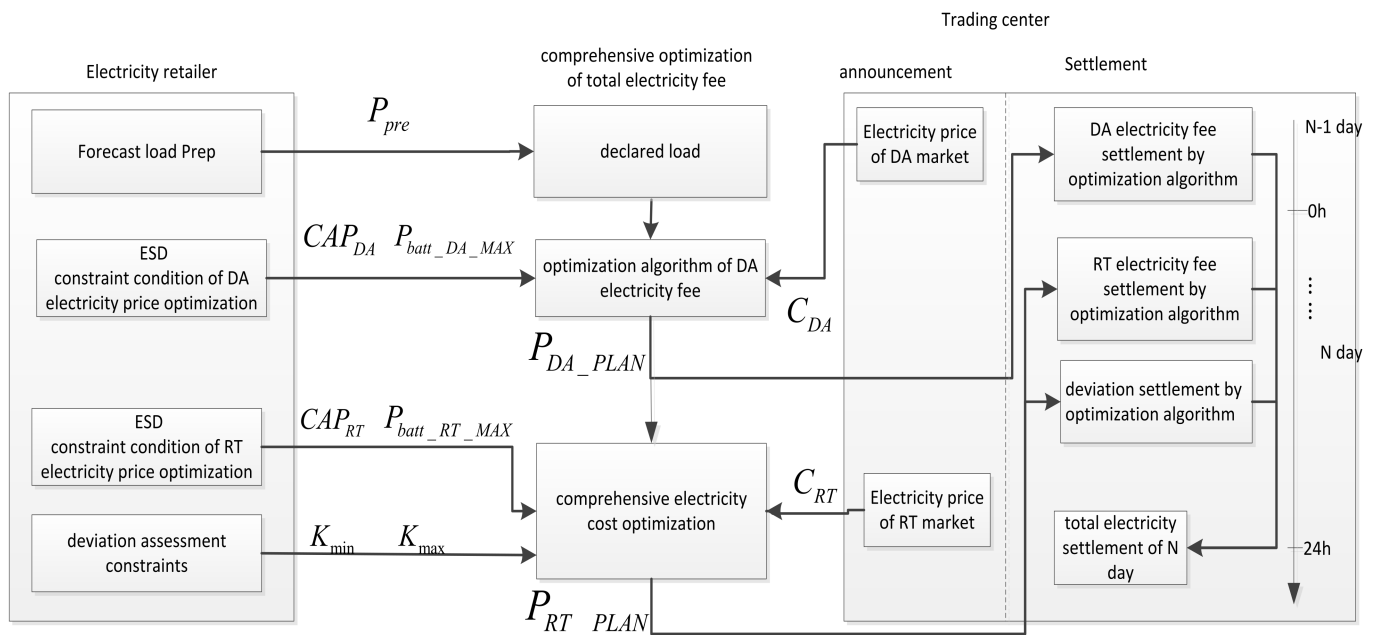 Trading center
Electricity retailer
comprehensive optimization
of total electricity fee
announcement
Settlement
P_pre
Forecast load Prep
declared load
Electricity price
of DA market
DA electricity fee
settlement by
optimization algorithm
N-1 day
0h
CAP_DA P_batt_DA_MAX
ESD
constraint condition of DA
electricity price optimization
optimization algorithm of DA
electricity fee
C_DA
RT electricity fee
settlement by
optimization algorithm
P_DA_PLAN
N day
deviation settlement by
optimization algorithm
CAP_RT P_batt_RT_MAX
ESD
constraint condition of RT
electricity price optimization
comprehensive electricity
cost optimization
C_RT
Electricity price
of RT market
K_min K_max
deviation assessment
constraints
total electricity
settlement of N
day
24h
P_RT PLAN